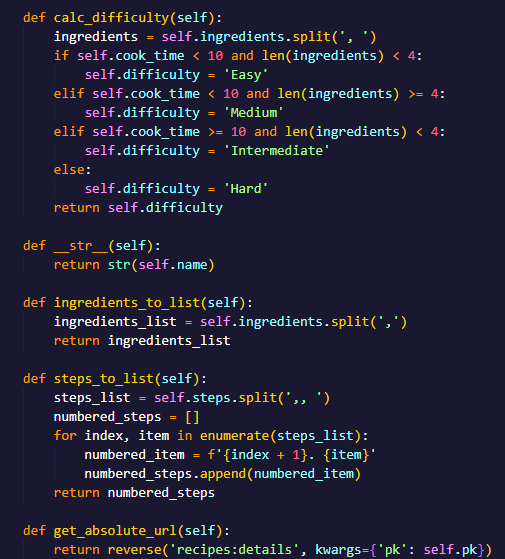 def calc_difficulty(self):
    ingredients = self.ingredients.split(', ')
    if self.cook_time < 10 and len(ingredients) < 4:
        self.difficulty = 'Easy'
    elif self.cook_time < 10 and len(ingredients) >= 4:
        self.difficulty = 'Medium'
    elif self.cook_time >= 10 and len(ingredients) < 4:
        self.difficulty = 'Intermediate'
    else:
        self.difficulty = 'Hard'
    return self.difficulty

def __str__(self):
    return str(self.name)

def ingredients_to_list(self):
    ingredients_list = self.ingredients.split(',')
    return ingredients_list

def steps_to_list(self):
    steps_list = self.steps.split(',, ')
    numbered_steps = []
    for index, item in enumerate(steps_list):
        numbered_item = f'{index + 1}. {item}'
        numbered_steps.append(numbered_item)
    return numbered_steps

def get_absolute_url(self):
    return reverse('recipes:details', kwargs={'pk': self.pk})